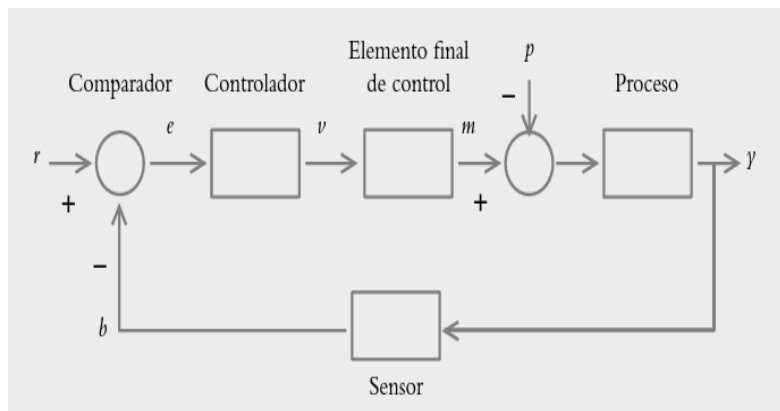 Elemento final
de control
p
Comparador
Controlador
Proceso
−
e
v
m
r
y
+
+
−
b
Sensor